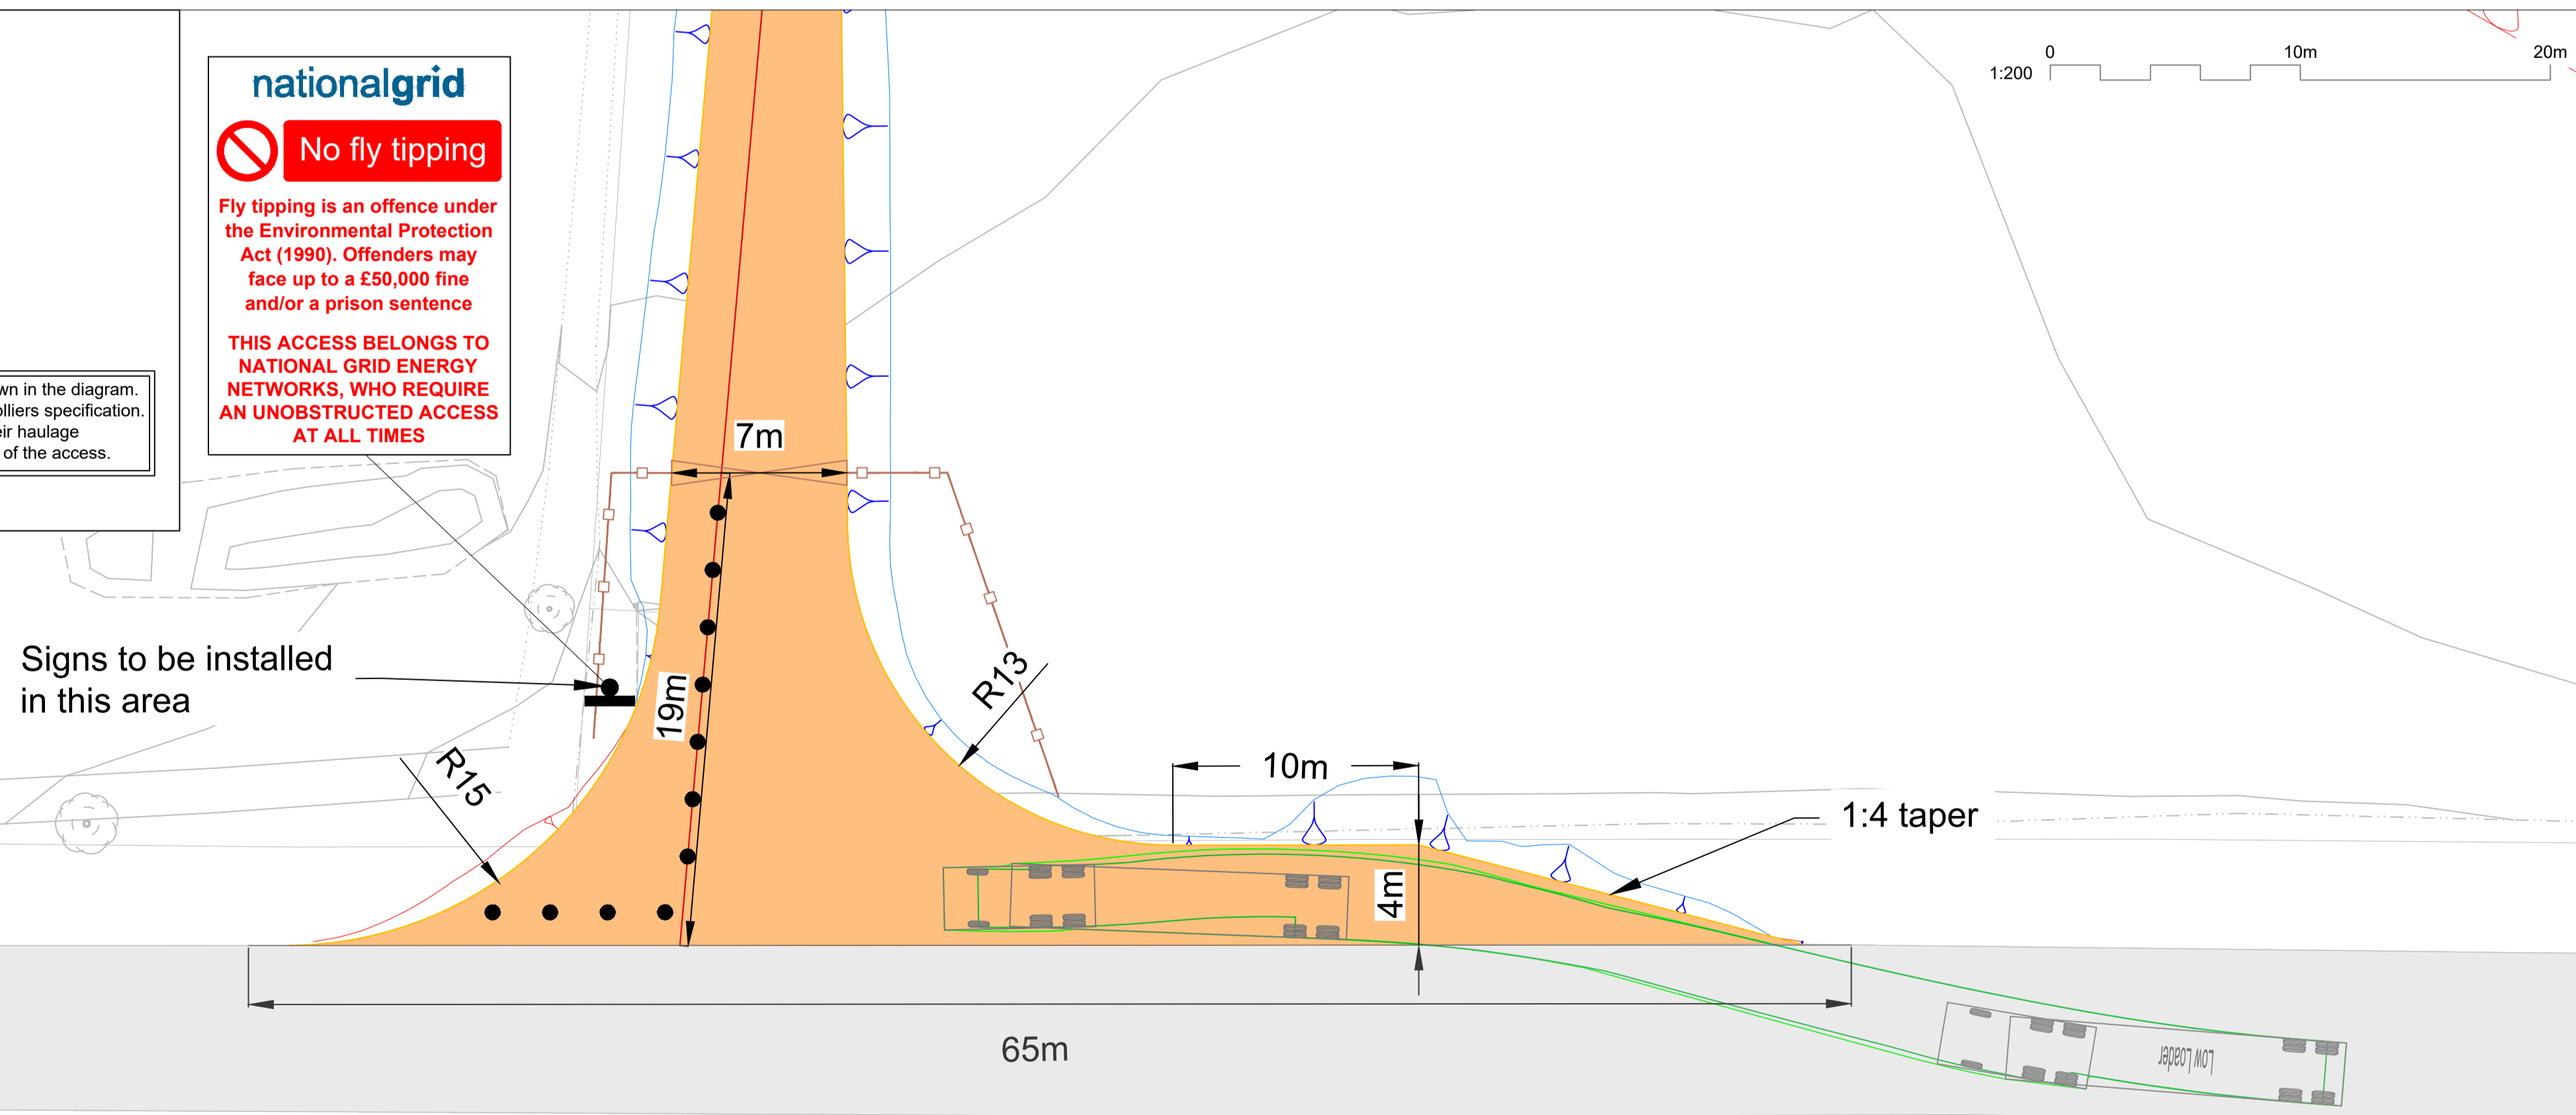 nationalgrid
No fly tipping
Fly tipping is an offence under
the Environmental Protection
Act (1990). Offenders may
face up to a £50,000 fine
and/or a prison sentence
THIS ACCESS BELONGS TO
NATIONAL GRID ENERGY
NETWORKS, WHO REQUIRE
AN UNOBSTRUCTED ACCESS
AT ALL TIMES
in the diagram.
specification.
haulage
of the access.
Signs to be installed
in this area
0 10m 20m
1:200
7m
19m
R15
R13
10m
4m
1:4 taper
65m
Low Loader